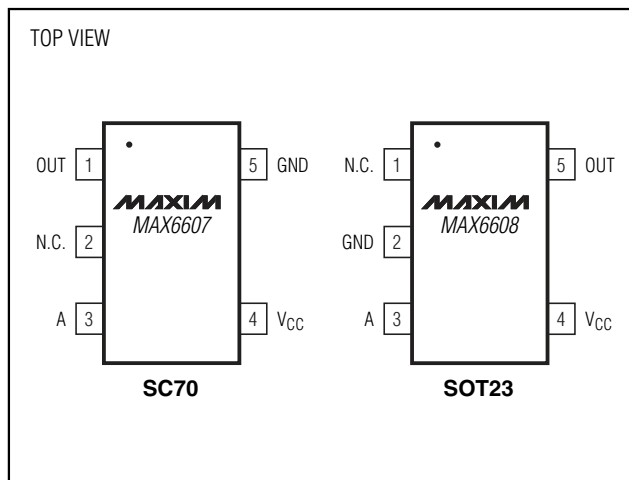 TOP VIEW
OUT 1
5 GND
MAXIM
MAX6607
N.C. 2
A 3
4 VCC
SC70
N.C. 1
5 OUT
MAXIM
MAX6608
GND 2
A 3
4 VCC
SOT23